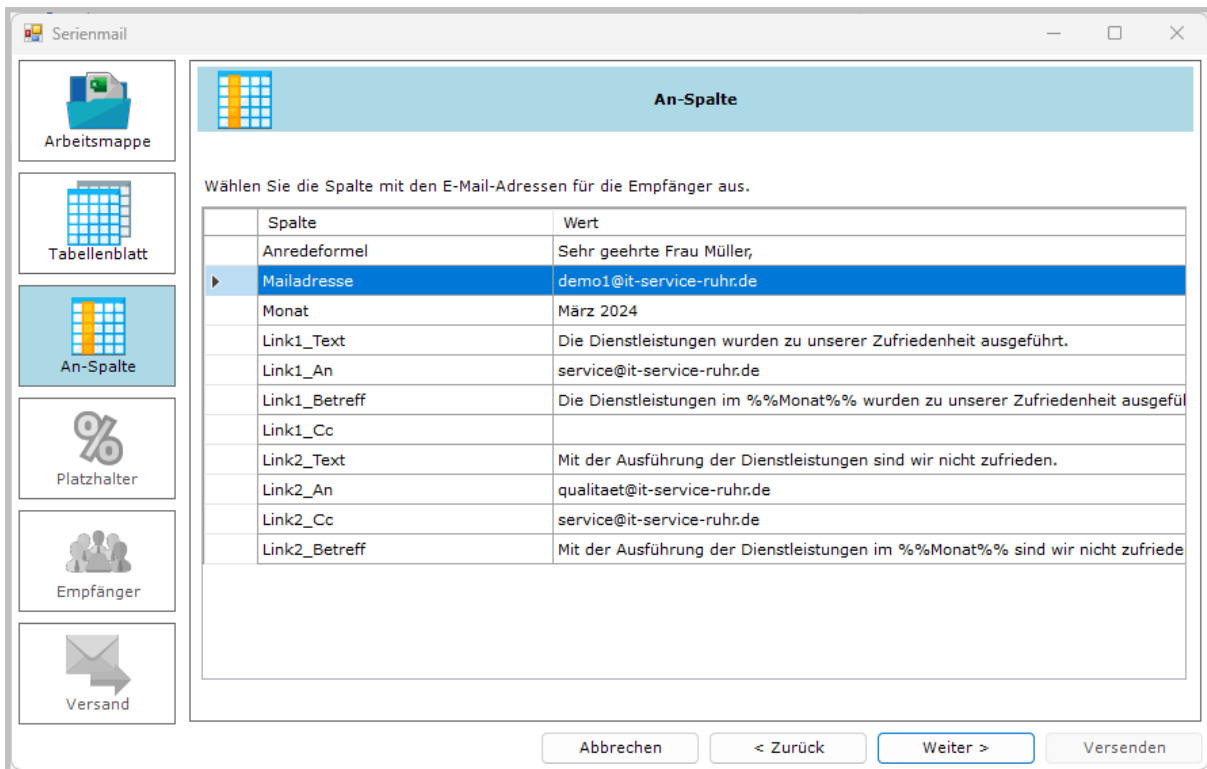 Serienmail
Arbeitsmappe
Tabellenblatt
An-Spalte
%
Platzhalter
Empfänger
Versand
An-Spalte
Wählen Sie die Spalte mit den E-Mail-Adressen für die Empfänger aus.
Spalte Wert
Anredeformel Sehr geehrte Frau Müller,
Mailadresse demo1@it-service-ruhr.de
Monat März 2024
Link1_Text Die Dienstleistungen wurden zu unserer Zufriedenheit ausgeführt.
Link1_An service@it-service-ruhr.de
Link1_Betreff Die Dienstleistungen im %%Monat%% wurden zu unserer Zufriedenheit ausgefül
Link1_Cc
Link2_Text Mit der Ausführung der Dienstleistungen sind wir nicht zufrieden.
Link2_An qualitaet@it-service-ruhr.de
Link2_Cc service@it-service-ruhr.de
Link2_Betreff Mit der Ausführung der Dienstleistungen im %%Monat%% sind wir nicht zufriede
Abbrechen < Zurück Weiter > Versenden